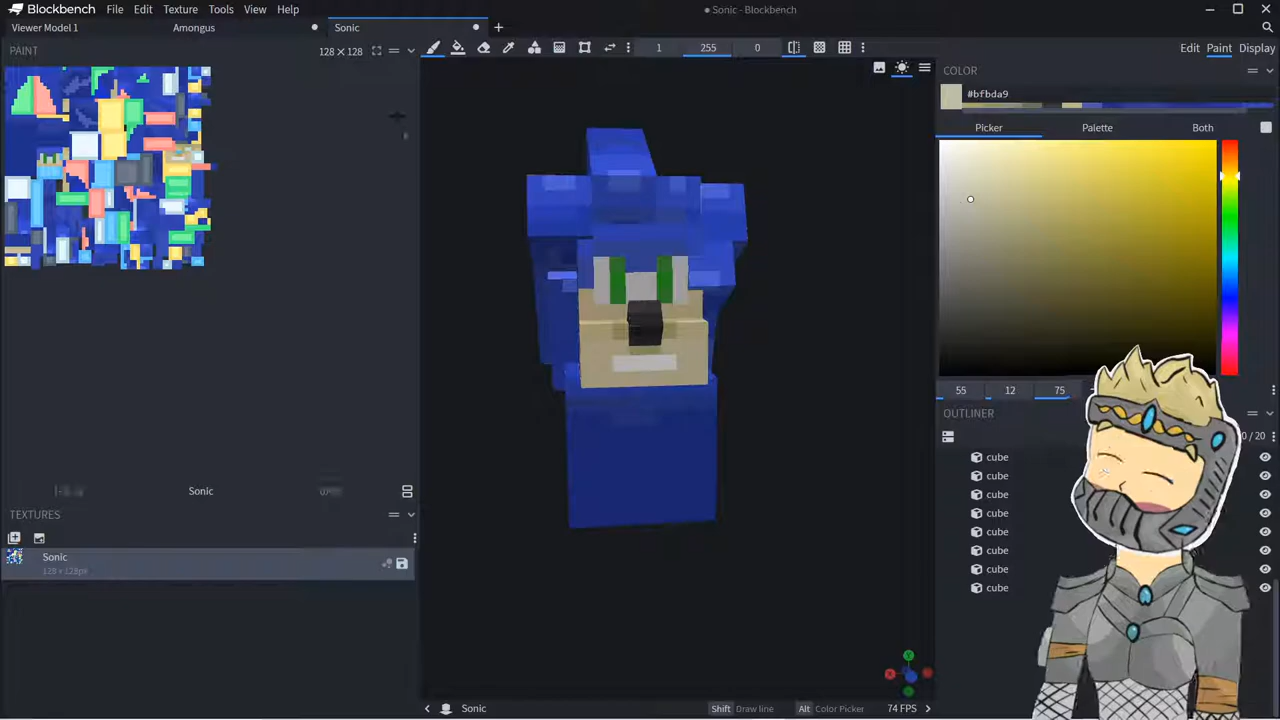 Blockbench File Edit Texture Tools View Help
Sonic - Blockbench
Viewer Model 1
Amongus
Sonic
PAINT
128 × 128
1 255 0
Edit Paint Display
COLOR
#bfbda9
Picker Palette Both
55 12 75
OUTLINER
0 / 20
cube
cube
cube
cube
cube
cube
cube
cube
Sonic
TEXTURES
Sonic
128 x 128px
Y
Sonic
Shift Draw line Alt Color Picker 74 FPS